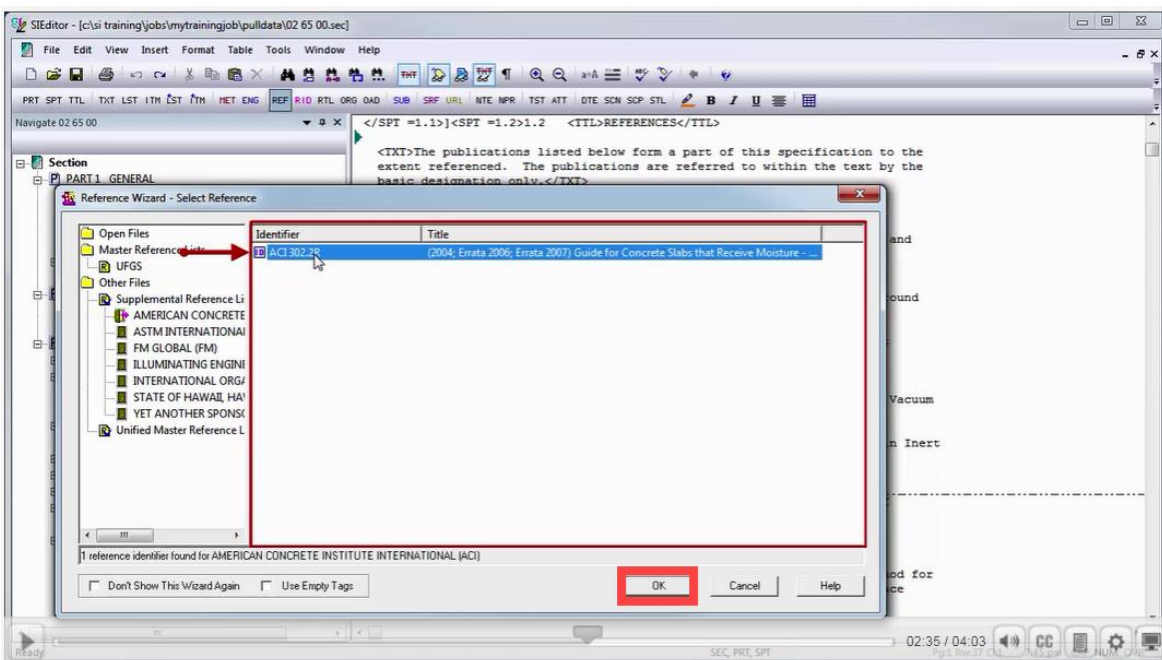 SIEditor - [c:\si training\jobs\mytrainingjob\pulldata\02 65 00.sec]
File Edit View Insert Format Table Tools Window Help
PRT SPT TTL TXT LST ITM LST ITM MET ENG REF RID RTL ORG OAD SUB SRF URL NTE NPR TST ATT DTE SCN SCP STL B I U
Navigate 02 65 00
</SPT =1.1>]<SPT =1.2>1.2 <TTL>REFERENCES</TTL>
Section
<TXT>The publications listed below form a part of this specification to the
PART 1 GENERAL
extent referenced. The publications are referred to within the text by the
basic designation only.</TXT>
Reference Wizard - Select Reference
Open Files
Master Reference Lists
UFGS
Other Files
Supplemental Reference Li
AMERICAN CONCRETE
ASTM INTERNATIONAL
FM GLOBAL (FM)
ILLUMINATING ENGINE
INTERNATIONAL ORGA
STATE OF HAWAII, HA
YET ANOTHER SPONSO
Unified Master Reference L
Identifier Title
ACI 302.2R (2004; Errata 2006; Errata 2007) Guide for Concrete Slabs that Receive Moisture - ...
and
ound
Vacuum
n Inert
od for
ce
1 reference identifier found for AMERICAN CONCRETE INSTITUTE INTERNATIONAL (ACI)
Don't Show This Wizard Again Use Empty Tags OK Cancel Help
02:35 / 04:03 CC
Ready SEC, PRT, SPT